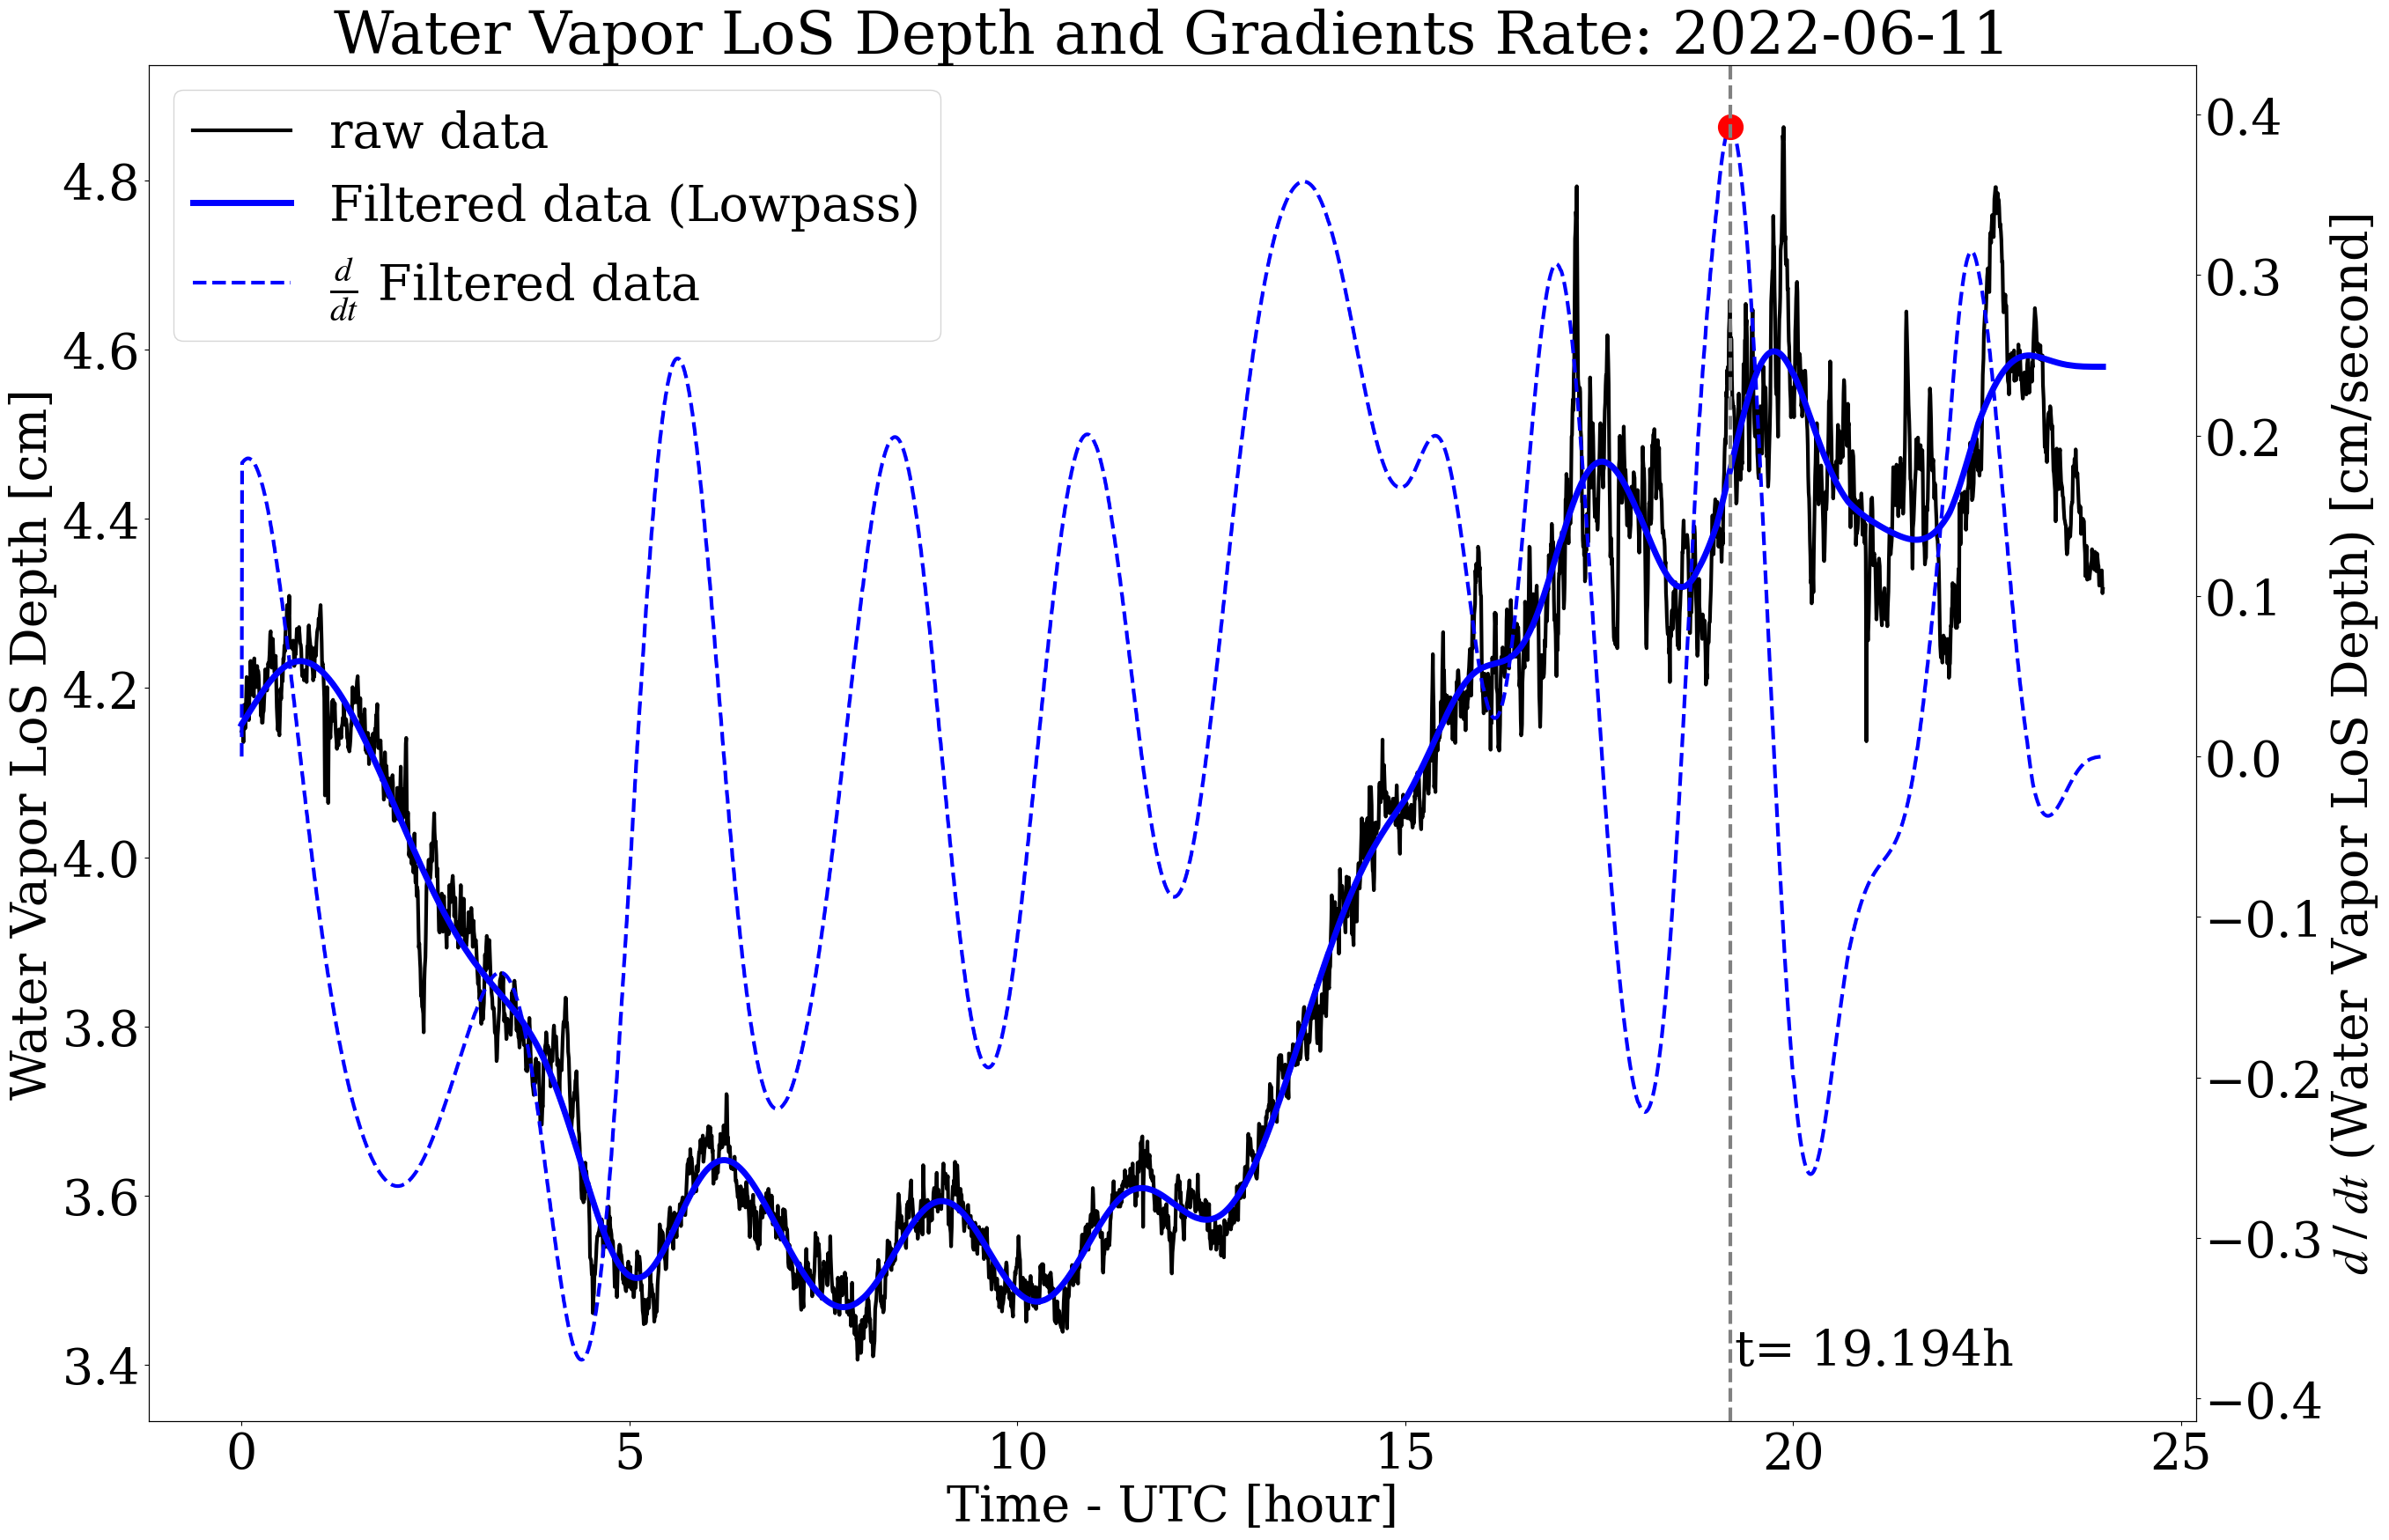 Water Vapor LoS Depth and Gradients Rate: 2022-06-11
raw data
Filtered data (Lowpass)
d/dt Filtered data
Water Vapor LoS Depth [cm]
4.8
4.6
4.4
4.2
4.0
3.8
3.6
3.4
0.4
0.3
0.2
0.1
0.0
−0.1
−0.2
−0.3
−0.4
d / dt (Water Vapor LoS Depth) [cm/second]
t= 19.194h
0 5 10 15 20 25
Time - UTC [hour]